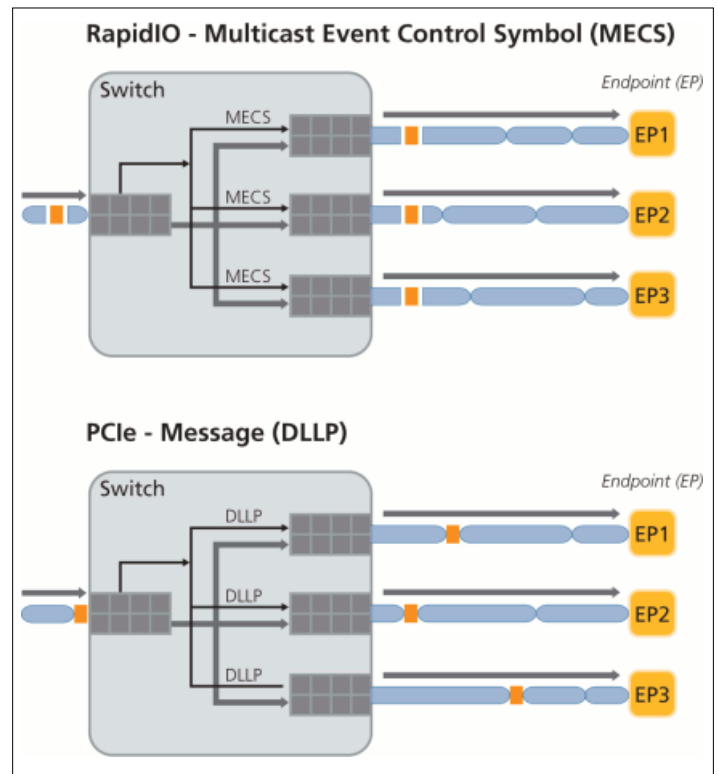 RapidIO - Multicast Event Control Symbol (MECS)
Switch
Endpoint (EP)
MECS
EP1
MECS
EP2
MECS
EP3
PCIe - Message (DLLP)
Switch
Endpoint (EP)
DLLP
EP1
DLLP
EP2
DLLP
EP3